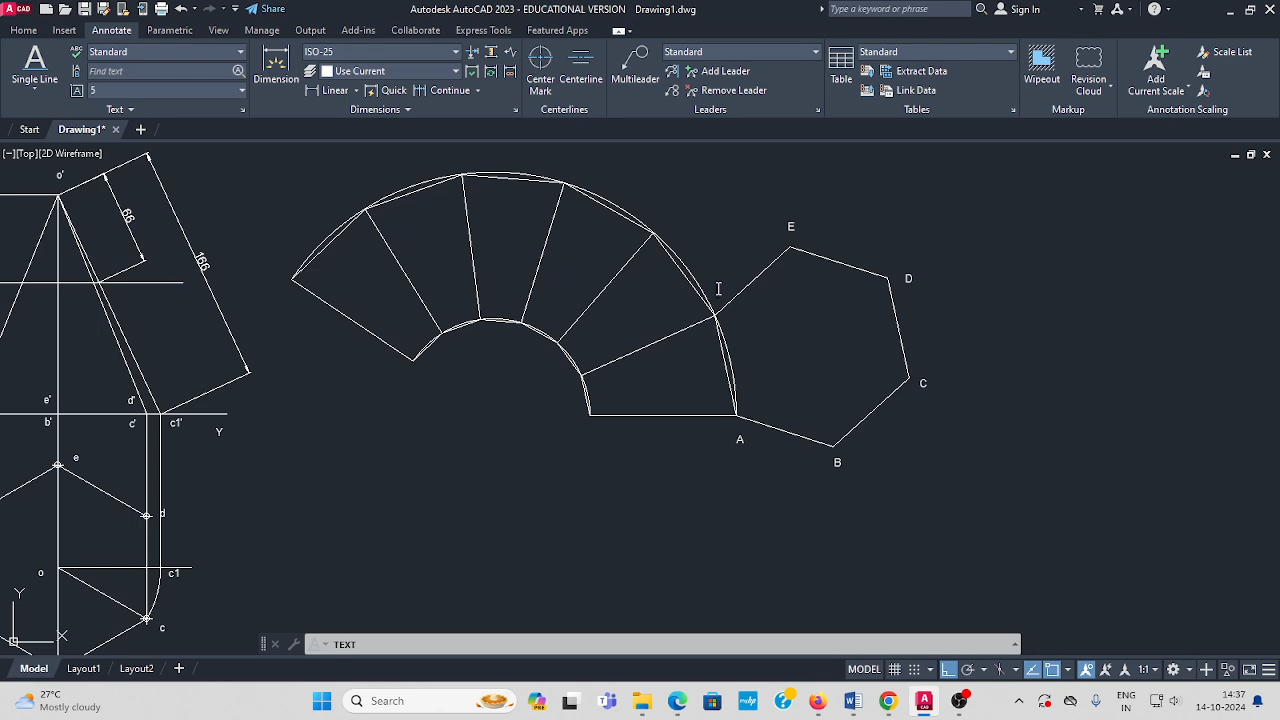 CAD
Share
Autodesk AutoCAD 2023 - EDUCATIONAL VERSION Drawing1.dwg
Type a keyword or phrase
Sign In
Home Insert Annotate Parametric View Manage Output Add-ins Collaborate Express Tools Featured Apps
Single Line
Standard
Find text
5
Text
Dimension
ISO-25
Use Current
Linear Quick Continue
Dimensions
Center Mark
Centerline
Centerlines
Multileader
Standard
Add Leader
Remove Leader
Leaders
Table
Standard
Extract Data
Link Data
Tables
Wipeout
Revision Cloud
Markup
Add Current Scale
Scale List
Annotation Scaling
Start Drawing1*
[−][Top][2D Wireframe]
o'
66
166
E
D
C
e' d'
b' c' c1'
Y
A
B
e
d
o c1
c
Y
X
TEXT
Model Layout1 Layout2
MODEL
1:1
27°C
Mostly cloudy
Search
PRE
ENG
IN
14:37
14-10-2024